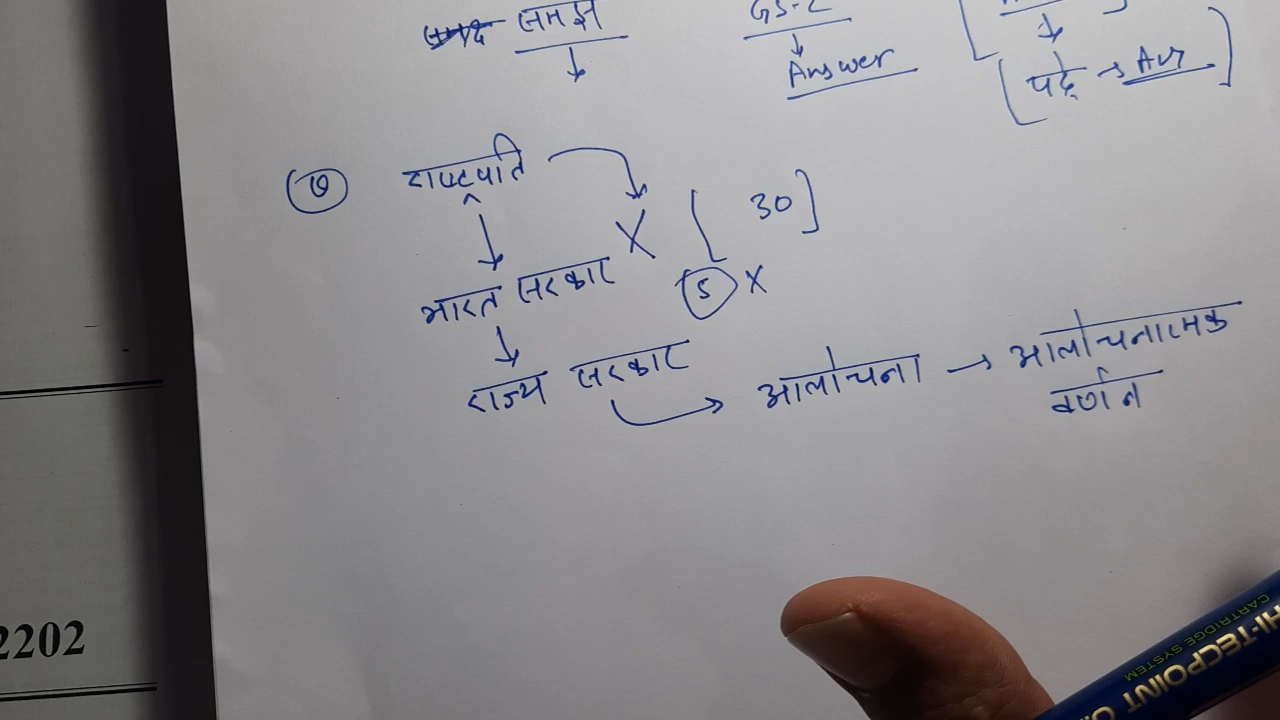 समझ
GS-2
Answer
[ पढ़े → Ans ]
७ राष्ट्रपति
X [ 30 ]
भारत सरकार
5 X
राज्य सरकार
आलोचना → आलोचनात्मक
वर्णन
2202
HI-TECPOINT
CARTRIDGE SYSTEM